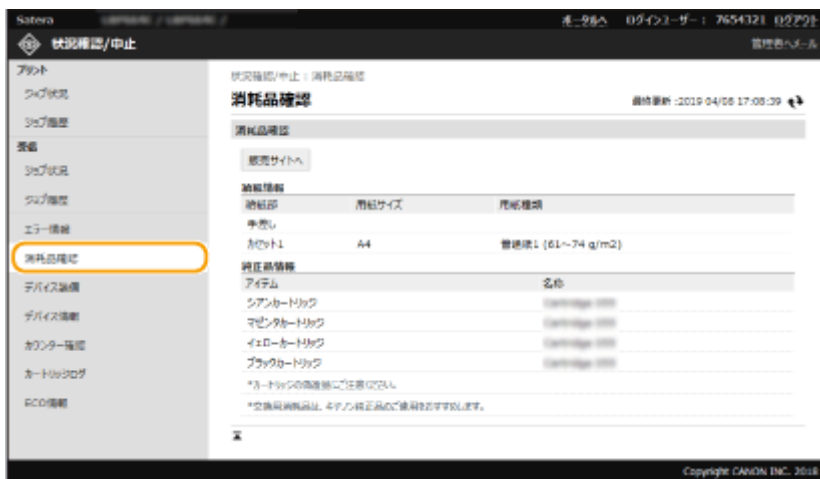 Satera
ポータルへ ログインユーザー： 7654321 ログアウト
状況確認/中止
管理者へメール
プリント
ジョブ状況
ジョブ履歴
受信
ジョブ状況
ジョブ履歴
エラー情報
消耗品確認
デバイス装備
デバイス情報
カウンター確認
カートリッジログ
ECO情報
状況確認/中止 : 消耗品確認
消耗品確認
最終更新 :2019 04/08 17:08:39
消耗品確認
販売サイトへ
給紙情報
給紙部 用紙サイズ 用紙種類
手差し
カセット1 A4 普通紙1 (61～74 g/m2)
純正品情報
アイテム 名称
シアンカートリッジ
マゼンタカートリッジ
イエローカートリッジ
ブラックカートリッジ
*カートリッジの偽造品にご注意ください。
*交換用消耗品は、キヤノン純正品のご使用をおすすめします。
Copyright CANON INC. 2018